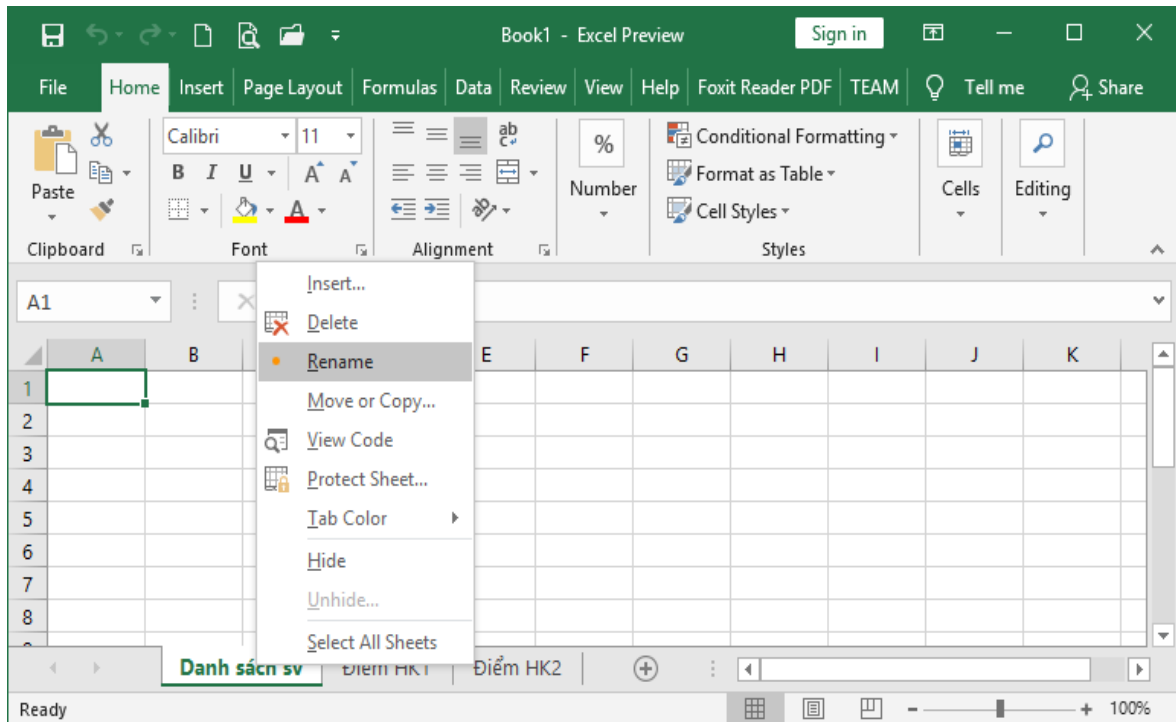 Book1 - Excel Preview Sign in
File Home Insert Page Layout Formulas Data Review View Help Foxit Reader PDF TEAM Tell me Share
Calibri 11 ab % Conditional Formatting
B I U A A Format as Table
Paste Number Cells Editing
A Cell Styles
Clipboard Font Alignment Styles
Insert...
A1
Delete
A B E F G H I J K
Rename
1
Move or Copy...
2
View Code
3
Protect Sheet...
4
Tab Color
5
Hide
6
Unhide...
7
8
Select All Sheets
Danh sách sv Điểm HK1 Điểm HK2
Ready 100%